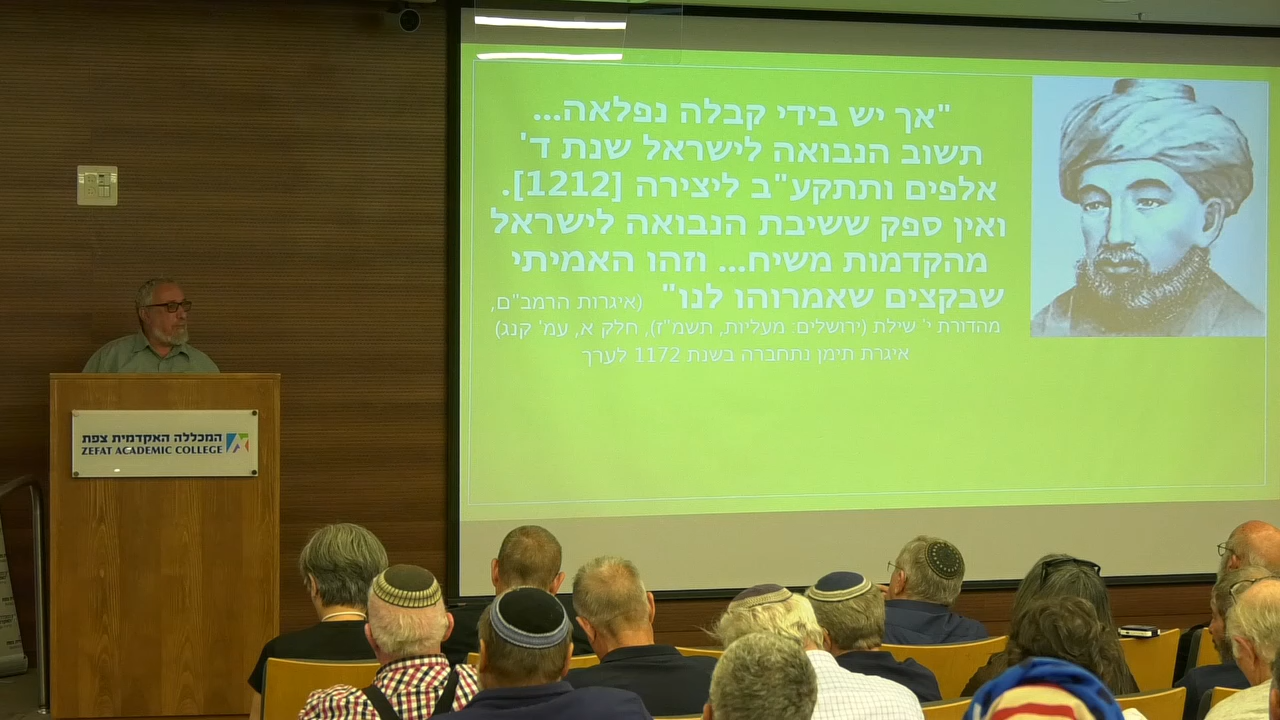 "אך יש בידי קבלה נפלאה...
תשוב הנבואה לישראל שנת ד'
אלפים ותתקע"ב ליצירה [1212].
ואין ספק ששיבת הנבואה לישראל
מהקדמות משיח... וזהו האמיתי
שבקצים שאמרוהו לנו" (איגרות הרמב"ם,
מהדורת י' שילת (ירושלים: מעליות, תשמ"ז), חלק א, עמ' קנג)
איגרת תימן נתחברה בשנת 1172 לערך
המכללה האקדמית צפת
ZEFAT ACADEMIC COLLEGE